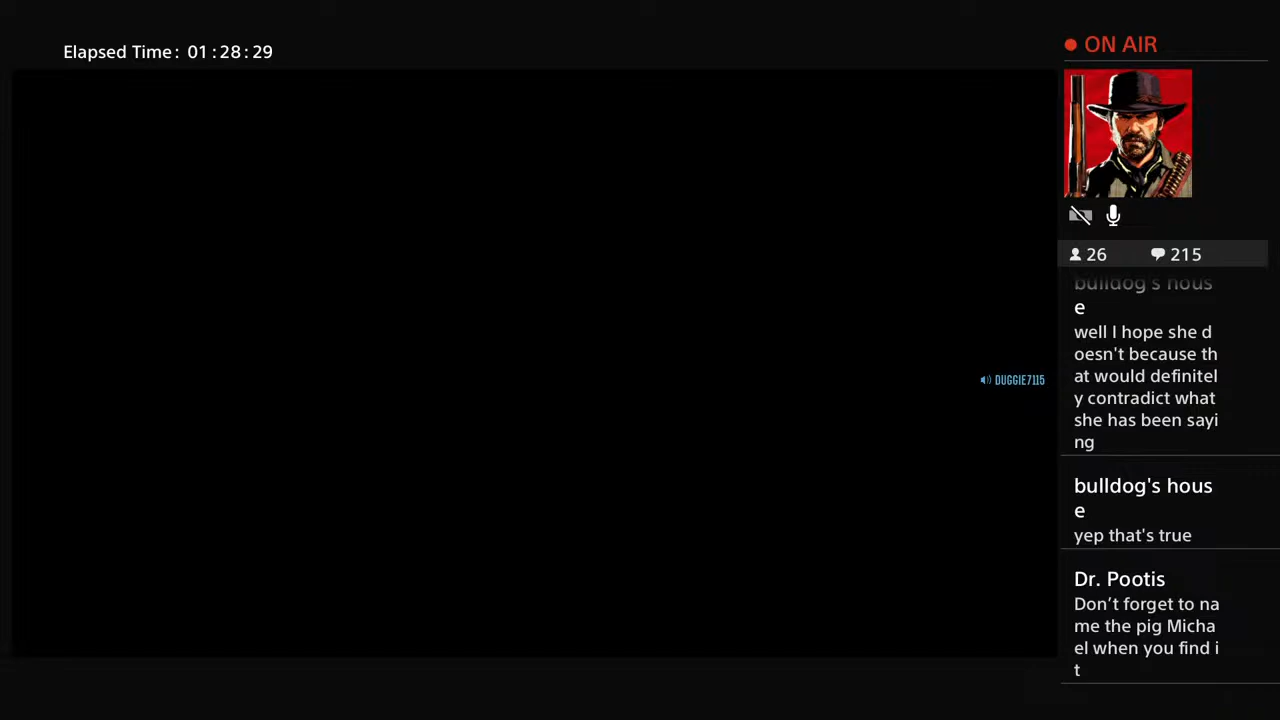 Elapsed Time: 01:28:29
ON AIR
26 215
bulldog's hous
e
well I hope she d
oesn't because th
at would definitel
y contradict what
she has been sayi
ng
DUGGIE7115
bulldog's hous
e
yep that's true
Dr. Pootis
Don’t forget to na
me the pig Micha
el when you find i
t